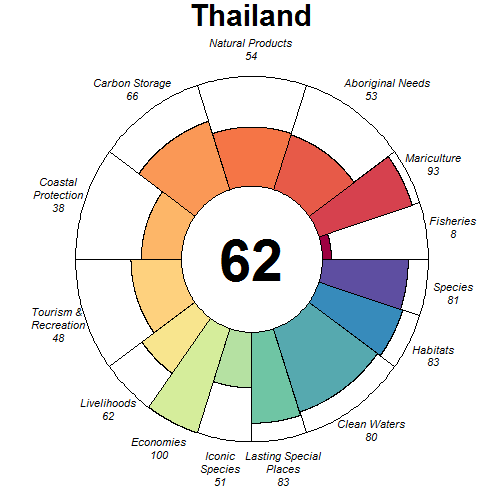 Thailand
Natural Products
54
Carbon Storage
66
Aboriginal Needs
53
Mariculture
93
Coastal
Protection
38
Fisheries
8
62
Species
81
Tourism &
Recreation
48
Habitats
83
Livelihoods
62
Clean Waters
80
Economies
100
Iconic
Species
51
Lasting Special
Places
83